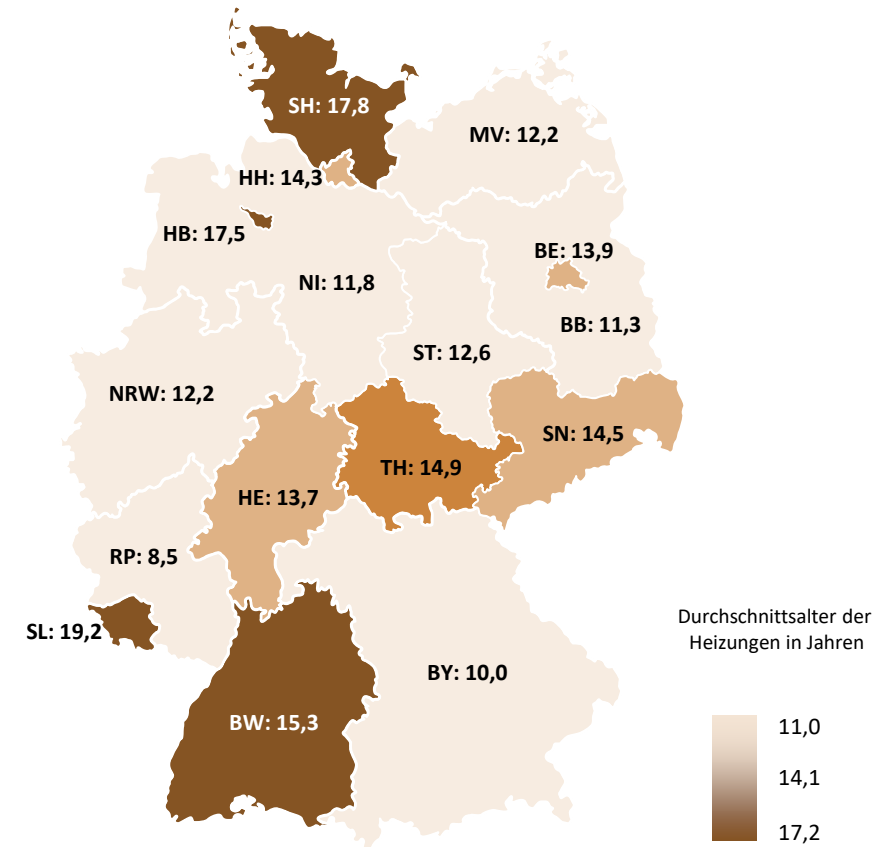 SH: 17,8
MV: 12,2
HH: 14,3
HB: 17,5
BE: 13,9
NI: 11,8
BB: 11,3
ST: 12,6
NRW: 12,2
SN: 14,5
TH: 14,9
HE: 13,7
RP: 8,5
SL: 19,2
BY: 10,0
BW: 15,3
Durchschnittsalter der
Heizungen in Jahren
11,0
14,1
17,2